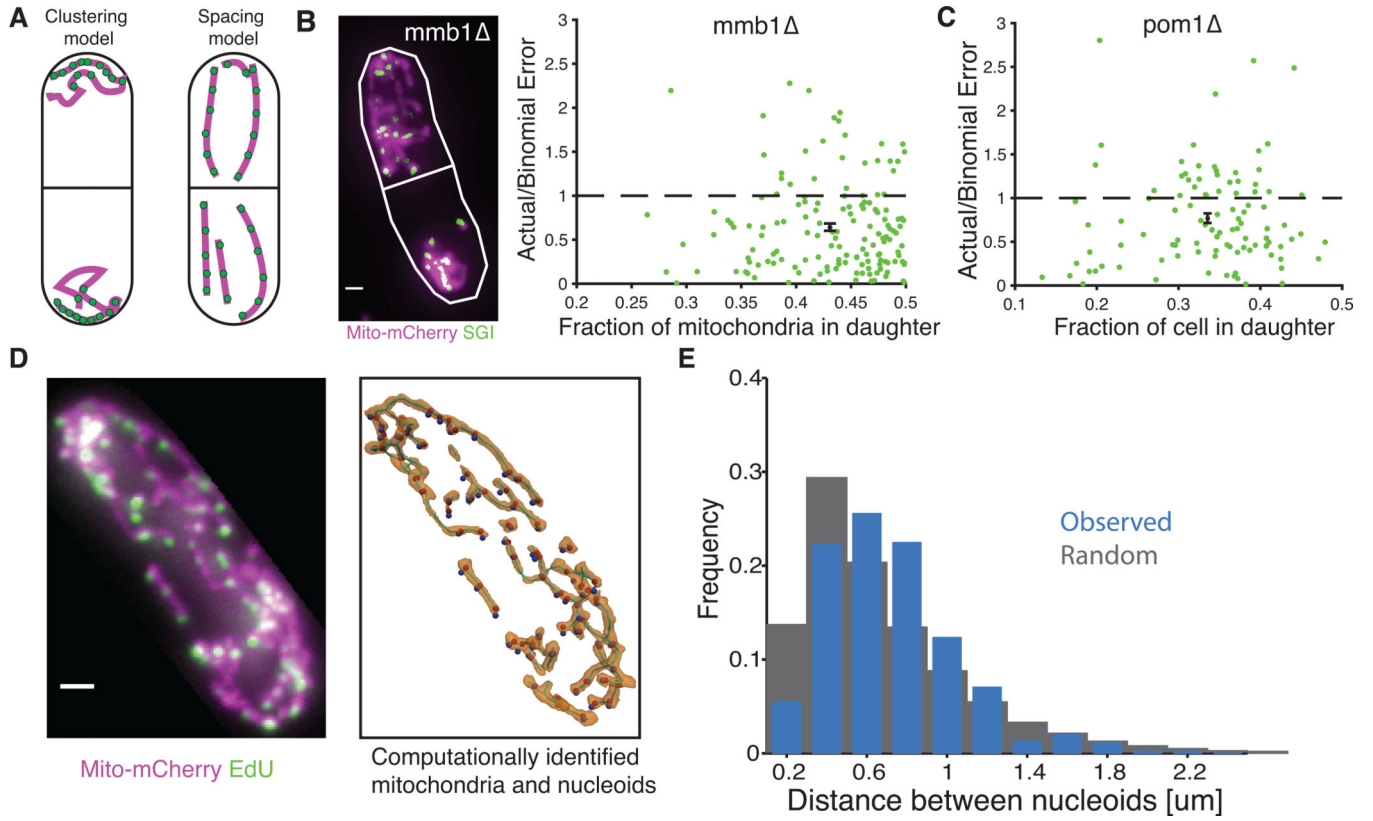 A
Clustering model
Spacing model
B
mmb1Δ
Mito-mCherry SGI
mmb1Δ
Actual/Binomial Error
3
2.5
2
1.5
1
0.5
0
0.2 0.25 0.3 0.35 0.4 0.45 0.5
Fraction of mitochondria in daughter
C
pom1Δ
Actual/Binomial Error
3
2.5
2
1.5
1
0.5
0
0.1 0.2 0.3 0.4 0.5
Fraction of cell in daughter
D
Mito-mCherry EdU
Computationally identified
mitochondria and nucleoids
E
Frequency
0.4
0.3
0.2
0.1
0
Observed
Random
0.2 0.6 1 1.4 1.8 2.2
Distance between nucleoids [um]